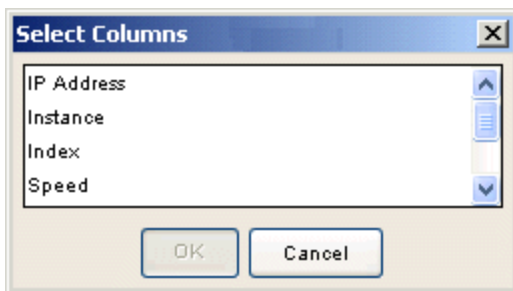 Select Columns
IP Address
Instance
Index
Speed
OK Cancel